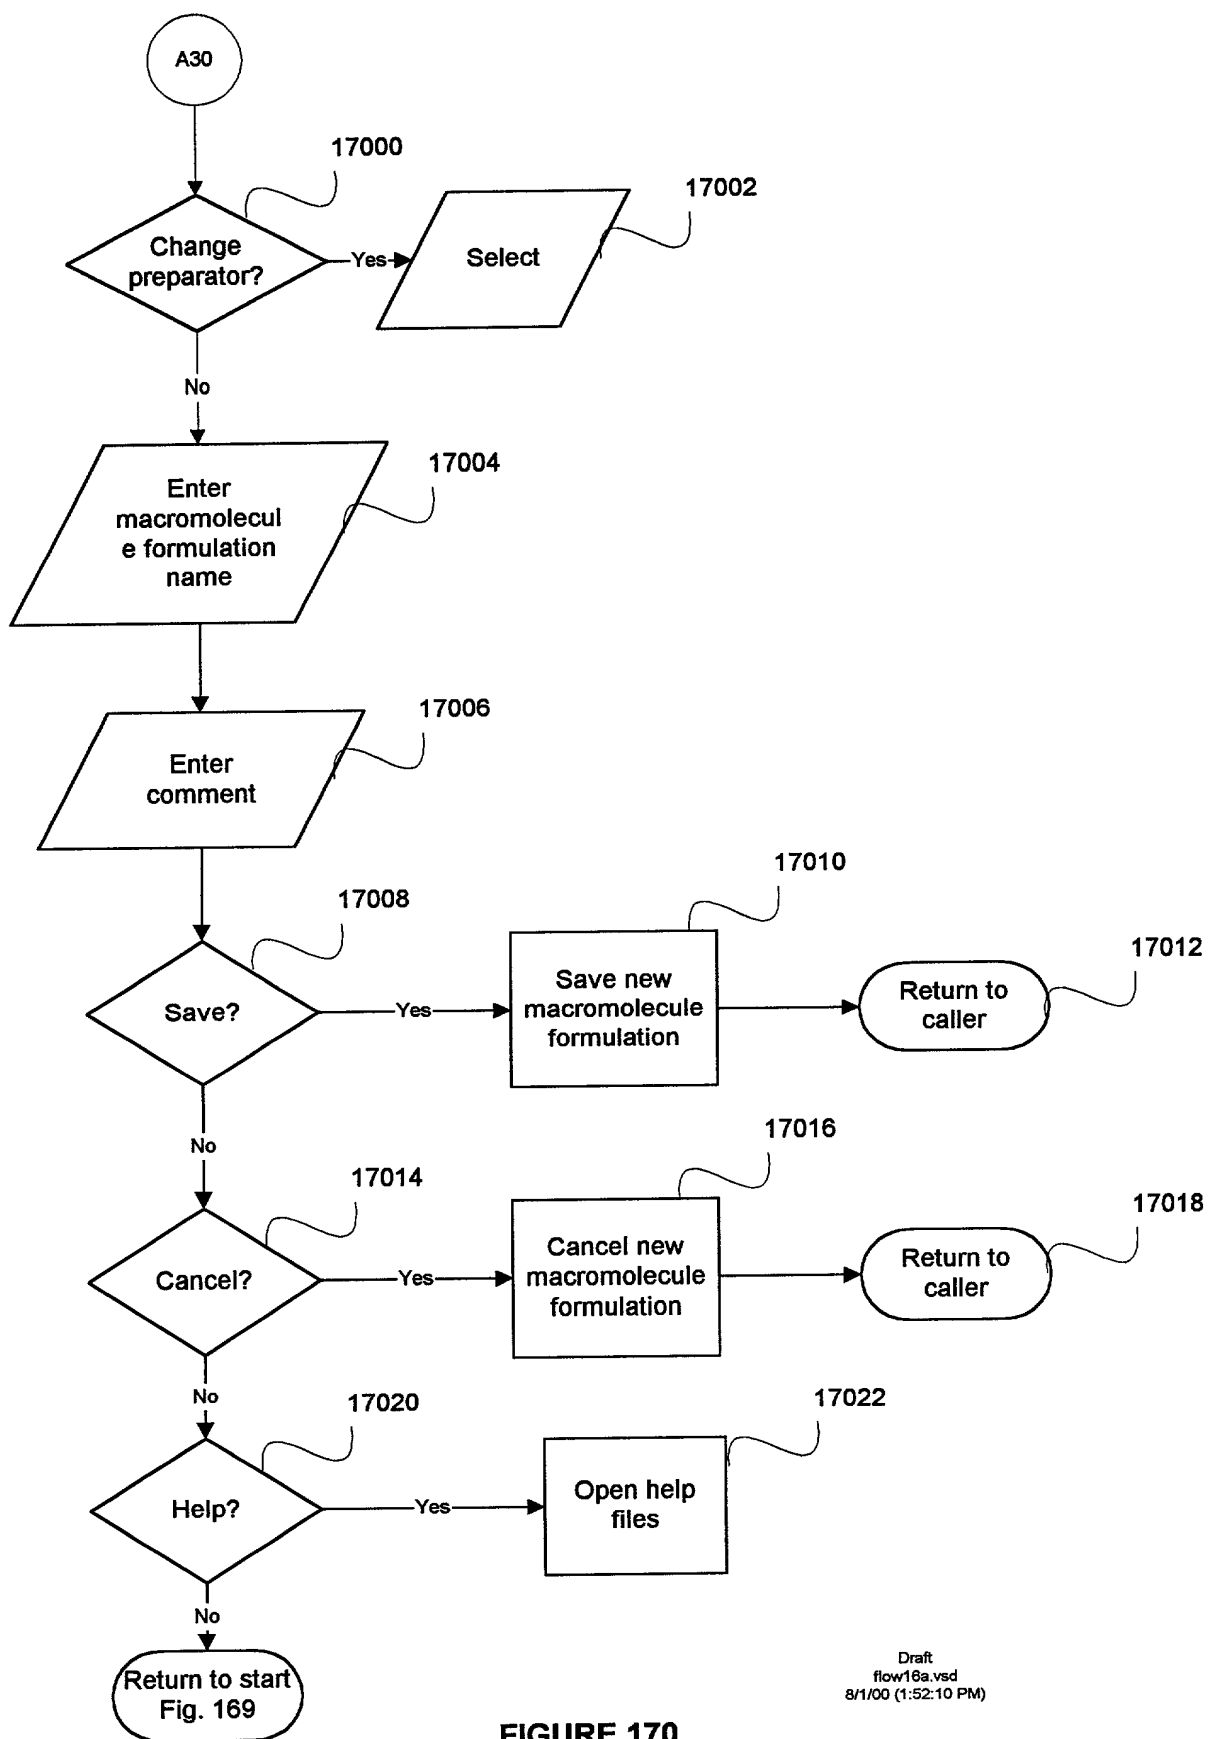 A30
17000
17002
Change
preparator?
Yes
Select
No
17004
Enter
macromolecul
e formulation
name
17006
Enter
comment
17008
17010
17012
Save?
Yes
Save new
macromolecule
formulation
Return to
caller
No
17014
17016
17018
Cancel?
Yes
Cancel new
macromolecule
formulation
Return to
caller
No
17020
17022
Help?
Yes
Open help
files
No
Return to start
Fig. 169
Draft
flow16a.vsd
8/1/00 (1:52:10 PM)
FIGURE 170